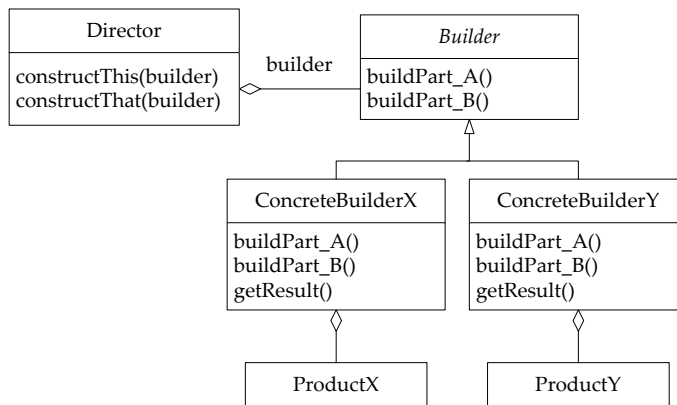 Director
constructThis(builder)
constructThat(builder)
builder
Builder
buildPart_A()
buildPart_B()
ConcreteBuilderX
buildPart_A()
buildPart_B()
getResult()
ConcreteBuilderY
buildPart_A()
buildPart_B()
getResult()
ProductX
ProductY